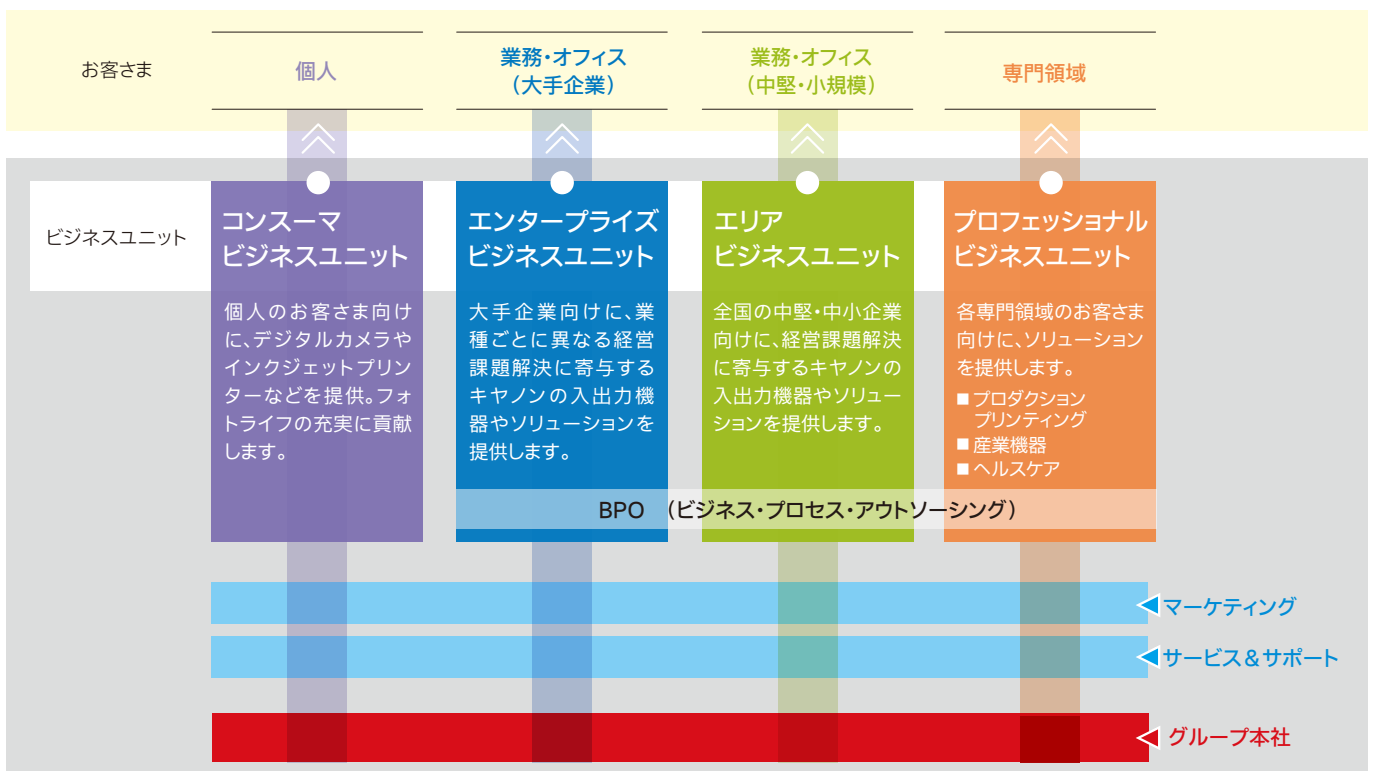 お客さま
個人
業務・オフィス
（大手企業）
業務・オフィス
（中堅・小規模）
専門領域
ビジネスユニット
コンスーマ
ビジネスユニット
個人のお客さま向け
に、デジタルカメラや
インクジェットプリン
ターなどを提供。フォ
トライフの充実に貢献
します。
エンタープライズ
ビジネスユニット
大手企業向けに、業
種ごとに異なる経営
課題解決に寄与する
キヤノンの入出力機
器やソリューションを
提供します。
エリア
ビジネスユニット
全国の中堅・中小企業
向けに、経営課題解決
に寄与するキヤノンの
入出力機器やソリュー
ションを提供します。
プロフェッショナル
ビジネスユニット
各専門領域のお客さま
向けに、ソリューション
を提供します。
■ プロダクション
プリンティング
■ 産業機器
■ ヘルスケア
BPO （ビジネス・プロセス・アウトソーシング）
マーケティング
サービス＆サポート
グループ本社